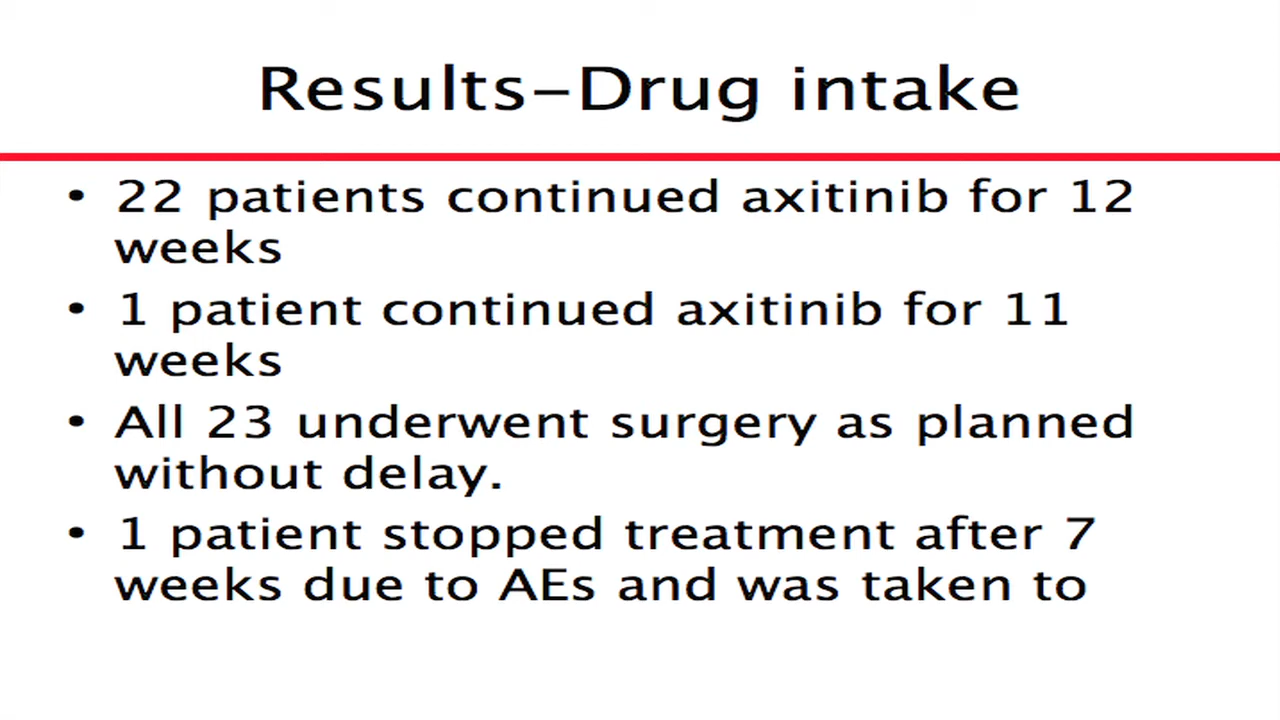 Results–Drug intake
• 22 patients continued axitinib for 12
weeks
• 1 patient continued axitinib for 11
weeks
• All 23 underwent surgery as planned
without delay.
• 1 patient stopped treatment after 7
weeks due to AEs and was taken to